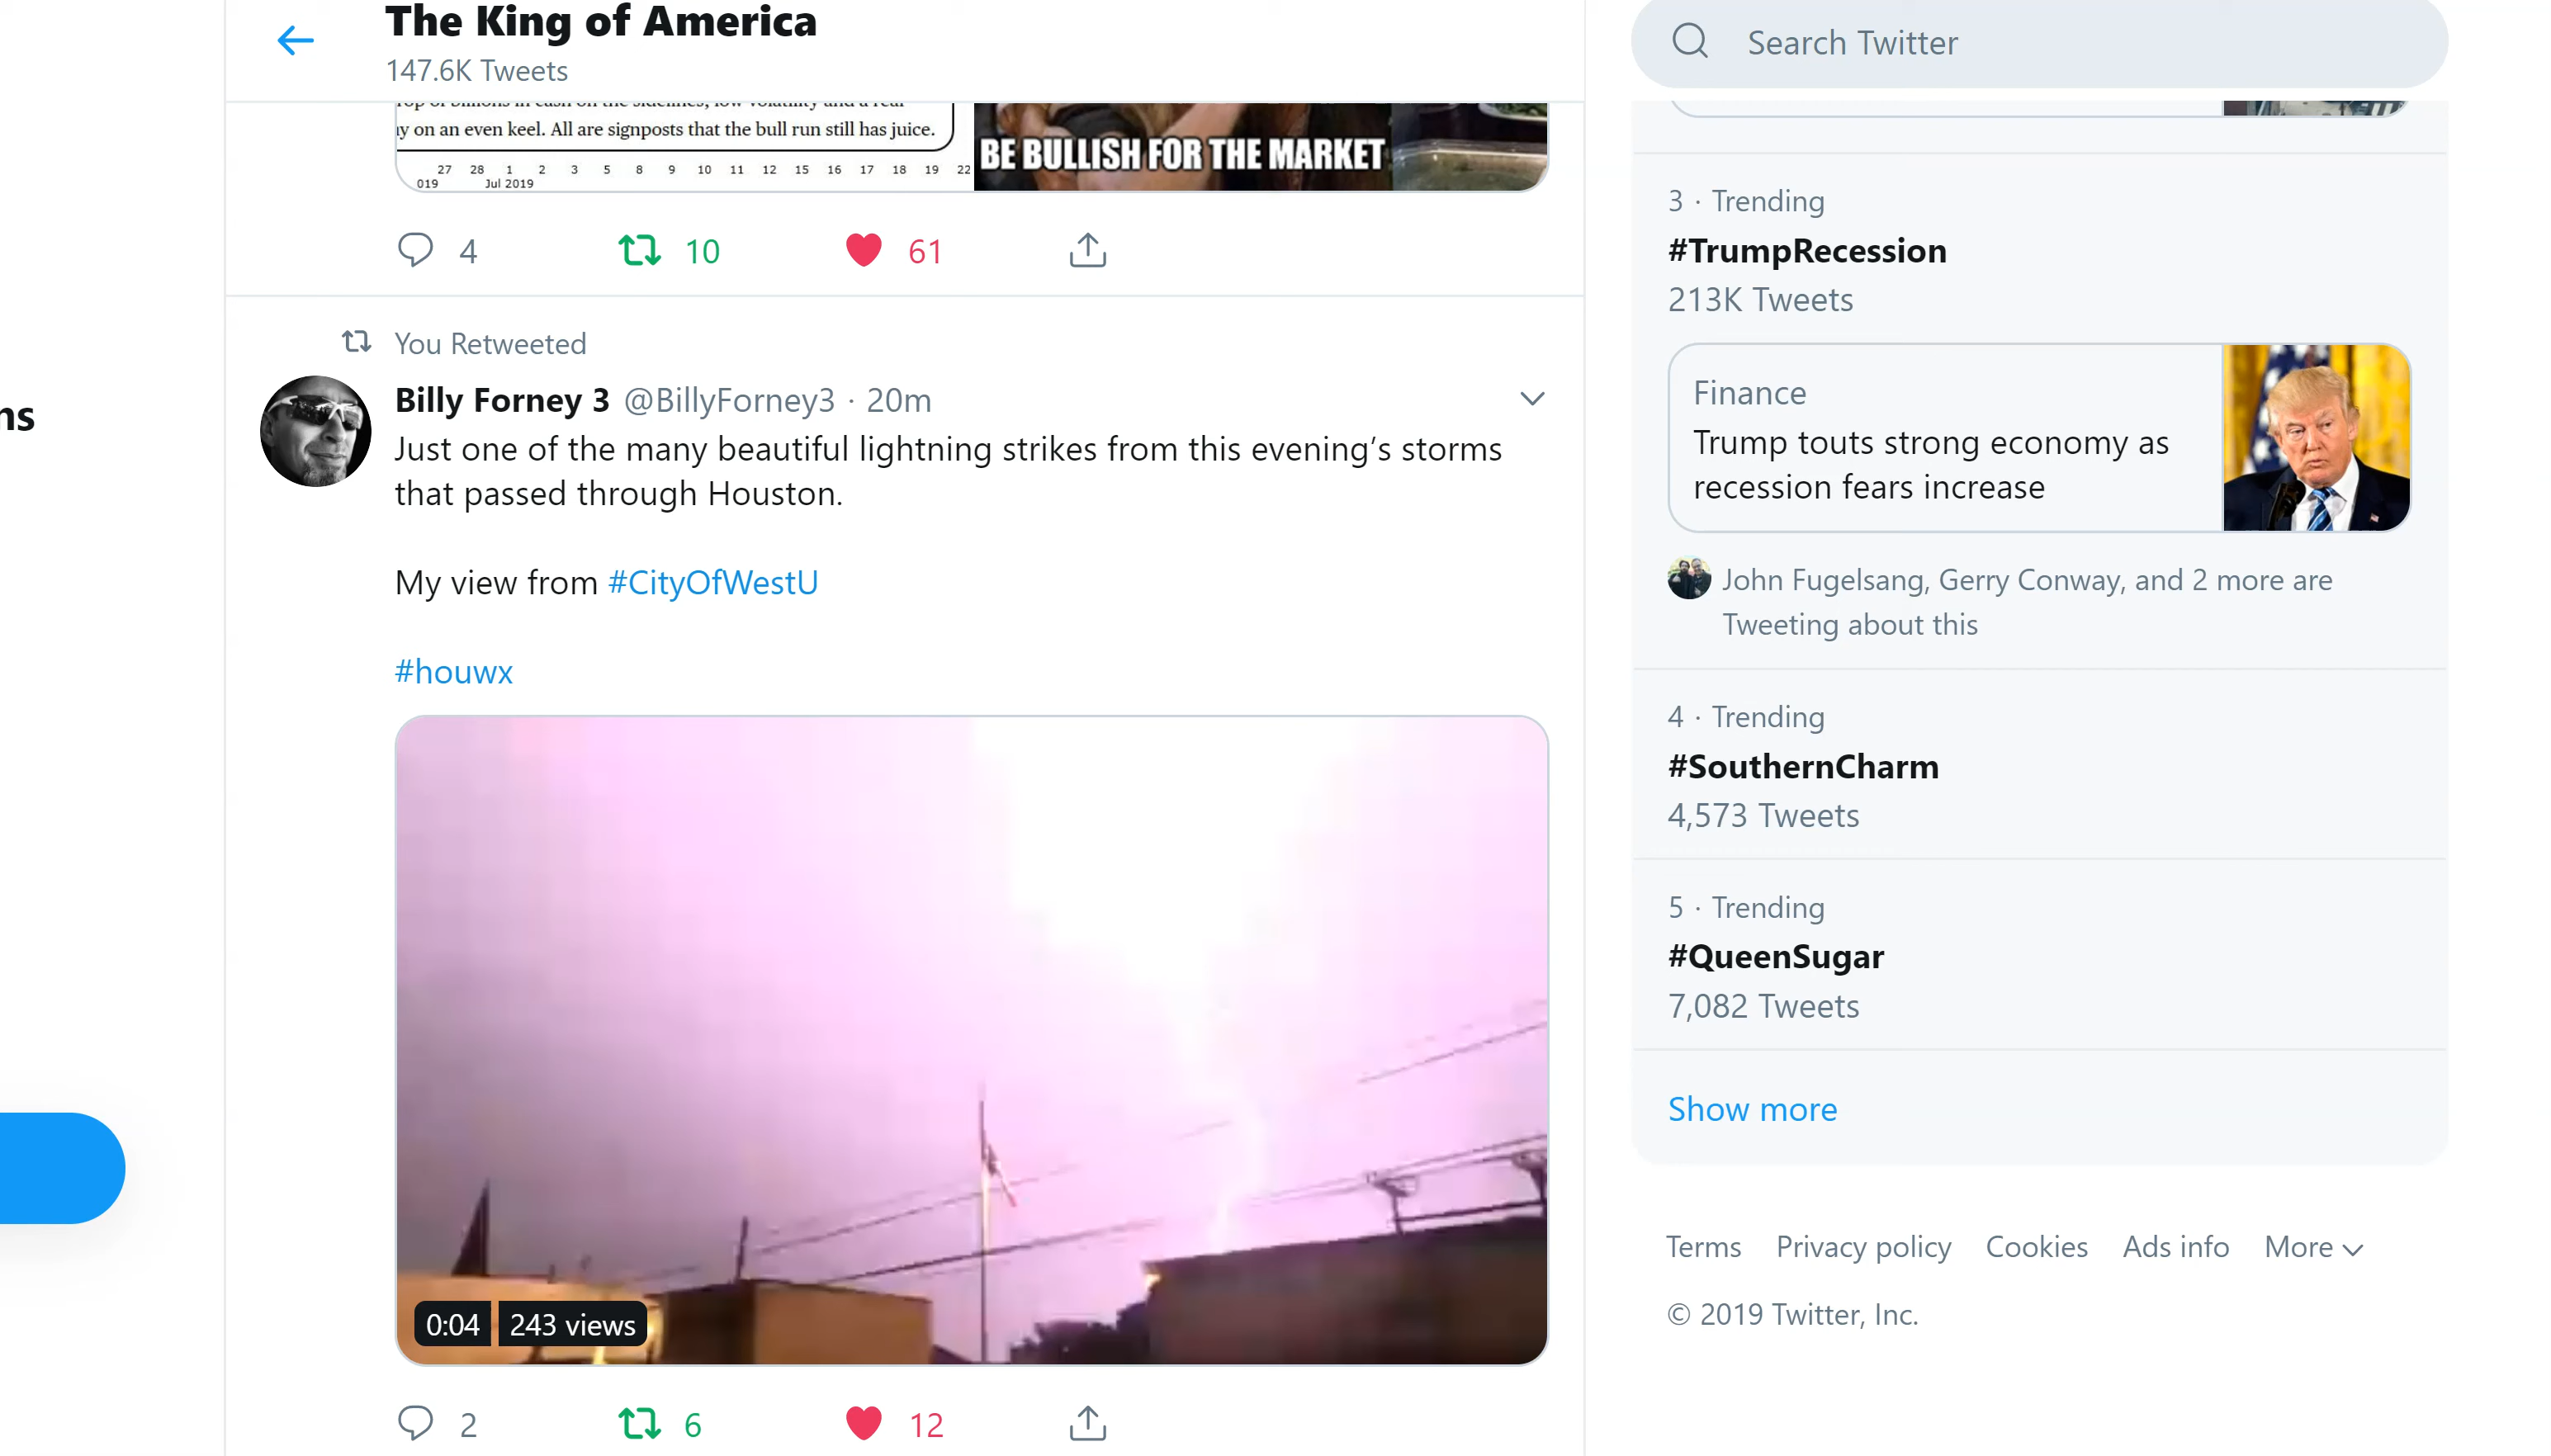 The King of America
147.6K Tweets
on an even keel. All are signposts that the bull run still has juice.
27 28 1 2 3 5 8 9 10 11 12 15 16 17 18 19 22
019 Jul 2019
BE BULLISH FOR THE MARKET
4 10 61
You Retweeted
Billy Forney 3 @BillyForney3 · 20m
Just one of the many beautiful lightning strikes from this evening’s storms
that passed through Houston.
My view from #CityOfWestU
#houwx
0:04 243 views
2 6 12
Search Twitter
3 · Trending
#TrumpRecession
213K Tweets
Finance
Trump touts strong economy as
recession fears increase
John Fugelsang, Gerry Conway, and 2 more are
Tweeting about this
4 · Trending
#SouthernCharm
4,573 Tweets
5 · Trending
#QueenSugar
7,082 Tweets
Show more
Terms Privacy policy Cookies Ads info More
© 2019 Twitter, Inc.